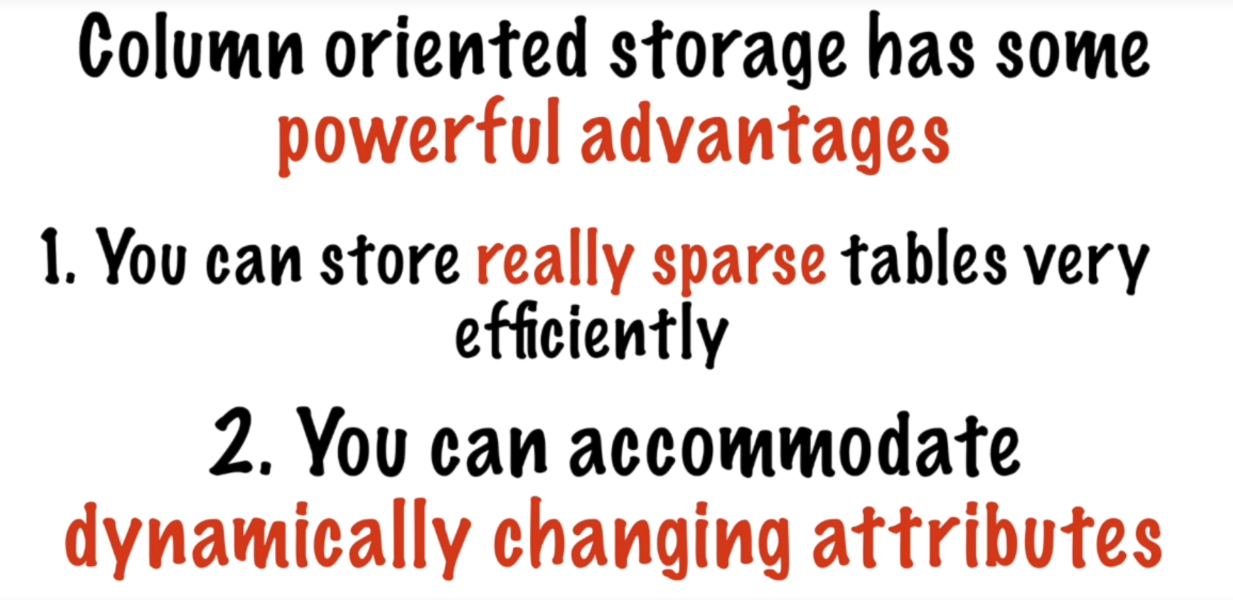 Column oriented storage has some
powerful advantages
1. You can store really sparse tables very
efficiently
2. You can accommodate
dynamically changing attributes